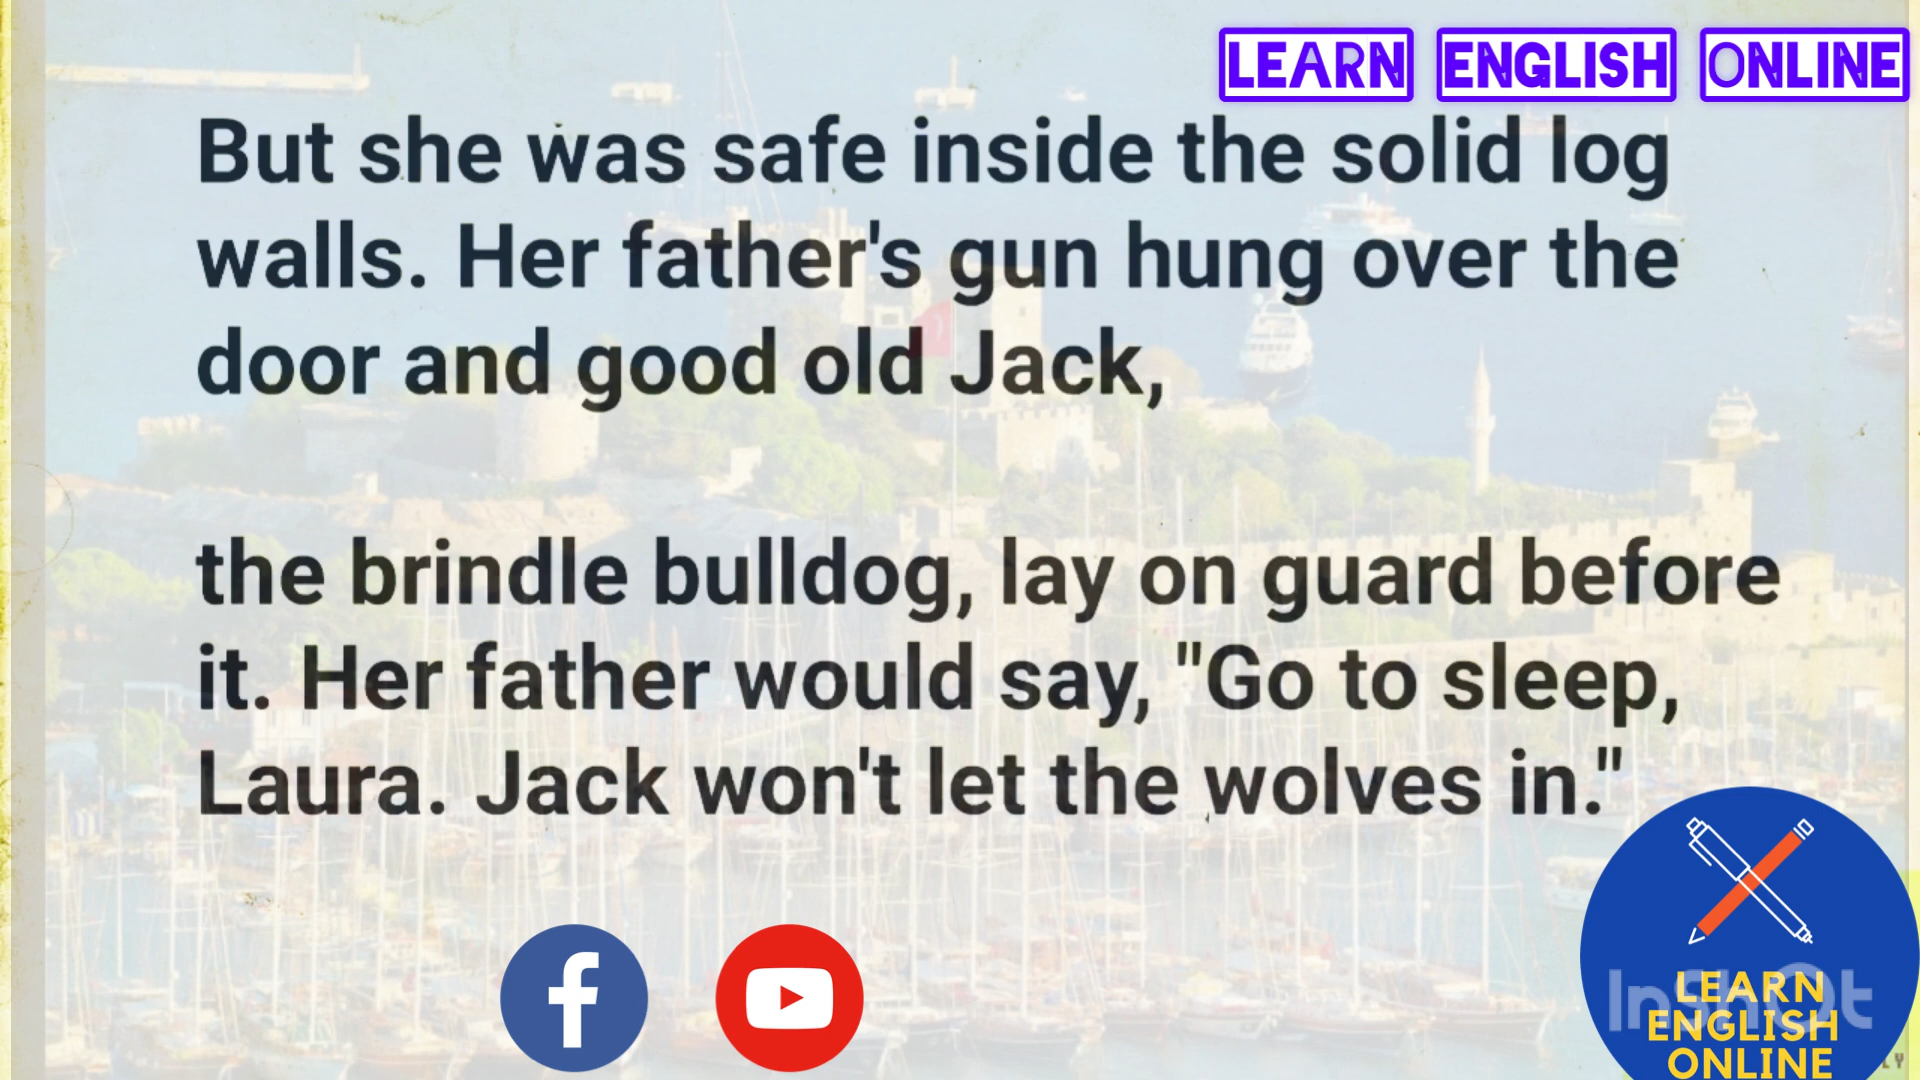 LEARN ENGLISH ONLINE
But she was safe inside the solid log
walls. Her father's gun hung over the
door and good old Jack,
the brindle bulldog, lay on guard before
it. Her father would say, "Go to sleep,
Laura. Jack won't let the wolves in."
InShOt
LEARN
ENGLISH
ONLINE